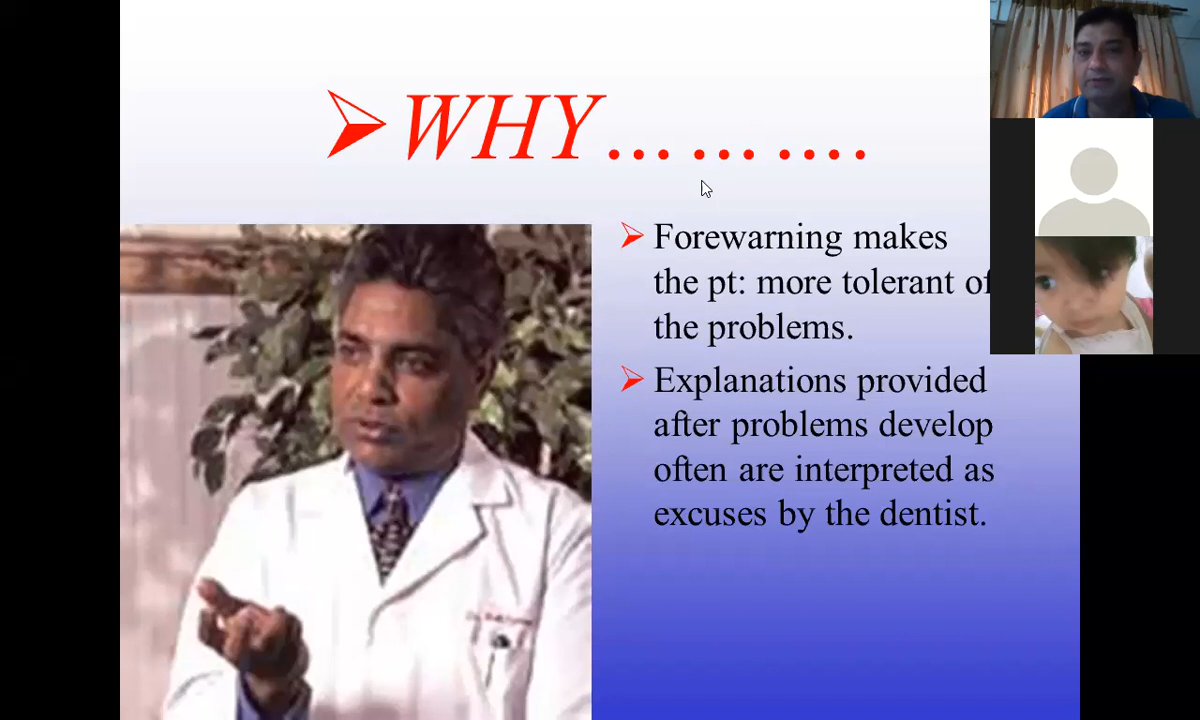 ➢WHY… … ….
➢ Forewarning makes
the pt: more tolerant of
the problems.
➢ Explanations provided
after problems develop
often are interpreted as
excuses by the dentist.